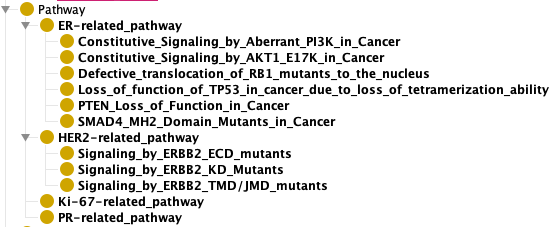 Pathway
ER-related_pathway
Constitutive_Signaling_by_Aberrant_PI3K_in_Cancer
Constitutive_Signaling_by_AKT1_E17K_in_Cancer
Defective_translocation_of_RB1_mutants_to_the_nucleus
Loss_of_function_of_TP53_in_cancer_due_to_loss_of_tetramerization_ability
PTEN_Loss_of_Function_in_Cancer
SMAD4_MH2_Domain_Mutants_in_Cancer
HER2-related_pathway
Signaling_by_ERBB2_ECD_mutants
Signaling_by_ERBB2_KD_Mutants
Signaling_by_ERBB2_TMD/JMD_mutants
Ki-67-related_pathway
PR-related_pathway